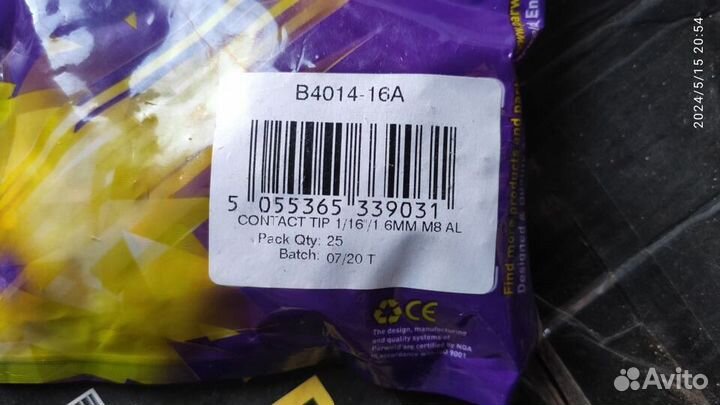 B4014-16A
5 055365 339031
CONTACT TIP 1/16"/1.6MM M8 AL
Pack Qty: 25
Batch: 07/20 T
CE
The design, manufacturing
and quality systems of
Parweld are certified by NQA
in accordance with ISO 9001
Find more products and
Designed &
2024/5/15 20:54
Avito